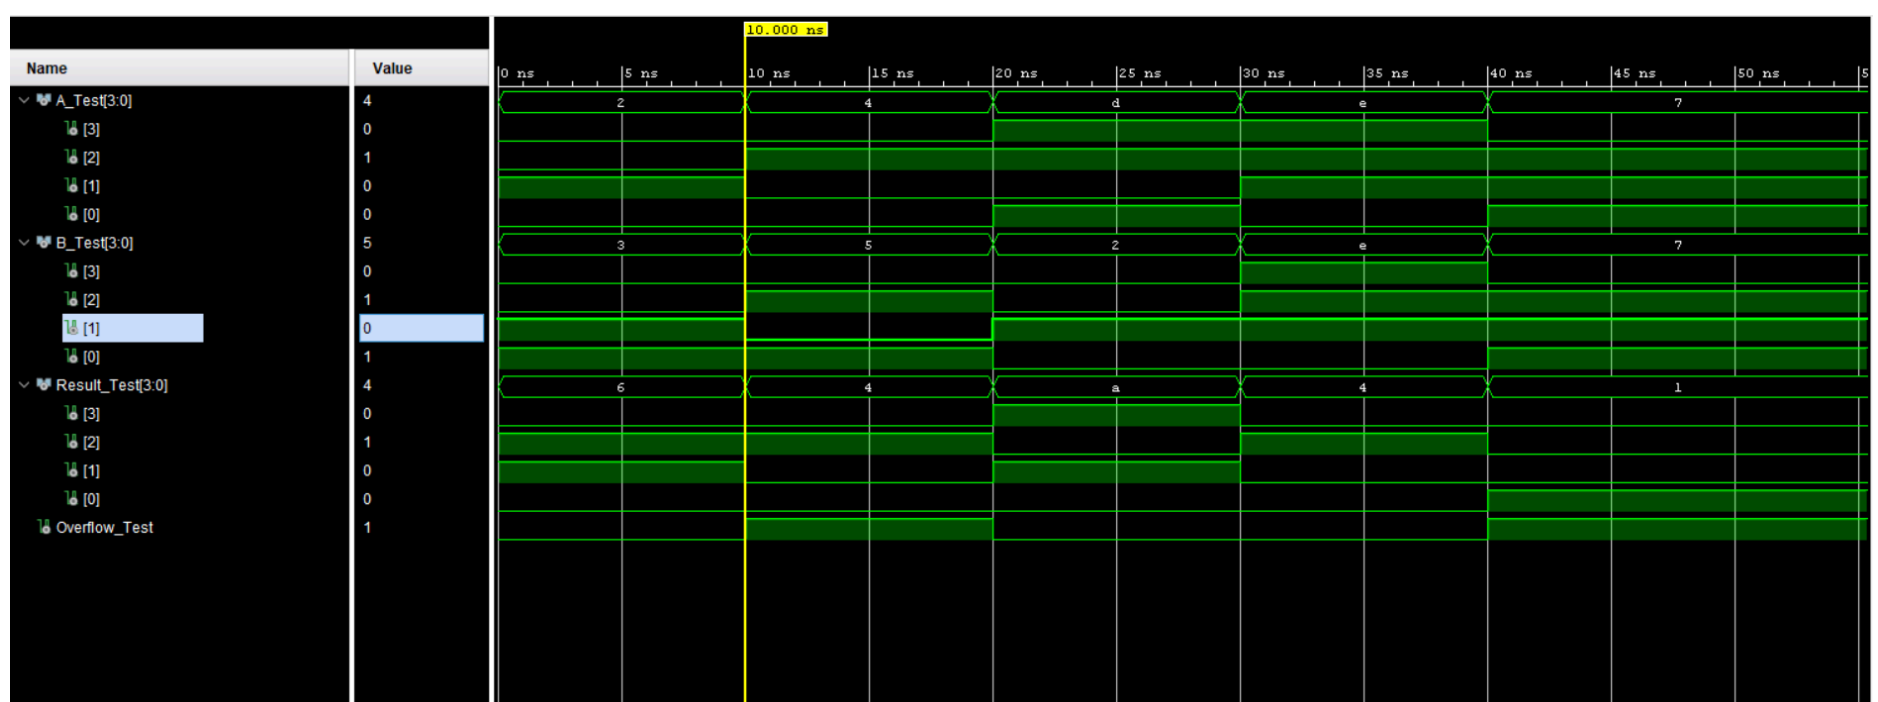 10.000 ns
Name Value 0 ns 5 ns 10 ns 15 ns 20 ns 25 ns 30 ns 35 ns 40 ns 45 ns 50 ns 5
A_Test[3:0] 4 2 4 d e 7
[3] 0
[2] 1
[1] 0
[0] 0
B_Test[3:0] 5 3 5 2 e 7
[3] 0
[2] 1
[1] 0
[0] 1
Result_Test[3:0] 4 6 4 a 4 1
[3] 0
[2] 1
[1] 0
[0] 0
Overflow_Test 1